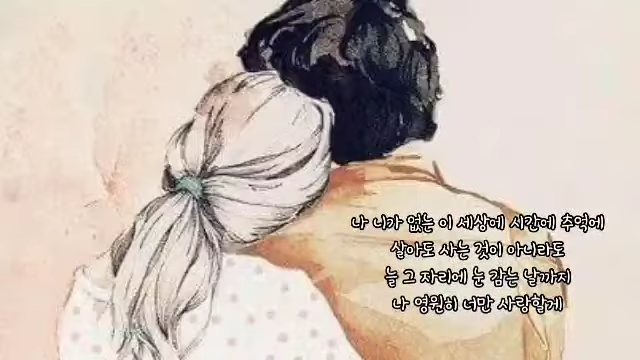 나 니가 없는 이 세상에 시간에 추억에
살아도 사는 것이 아니라도
늘 그 자리에 눈 감는 날까지
나 영원히 너만 사랑할게